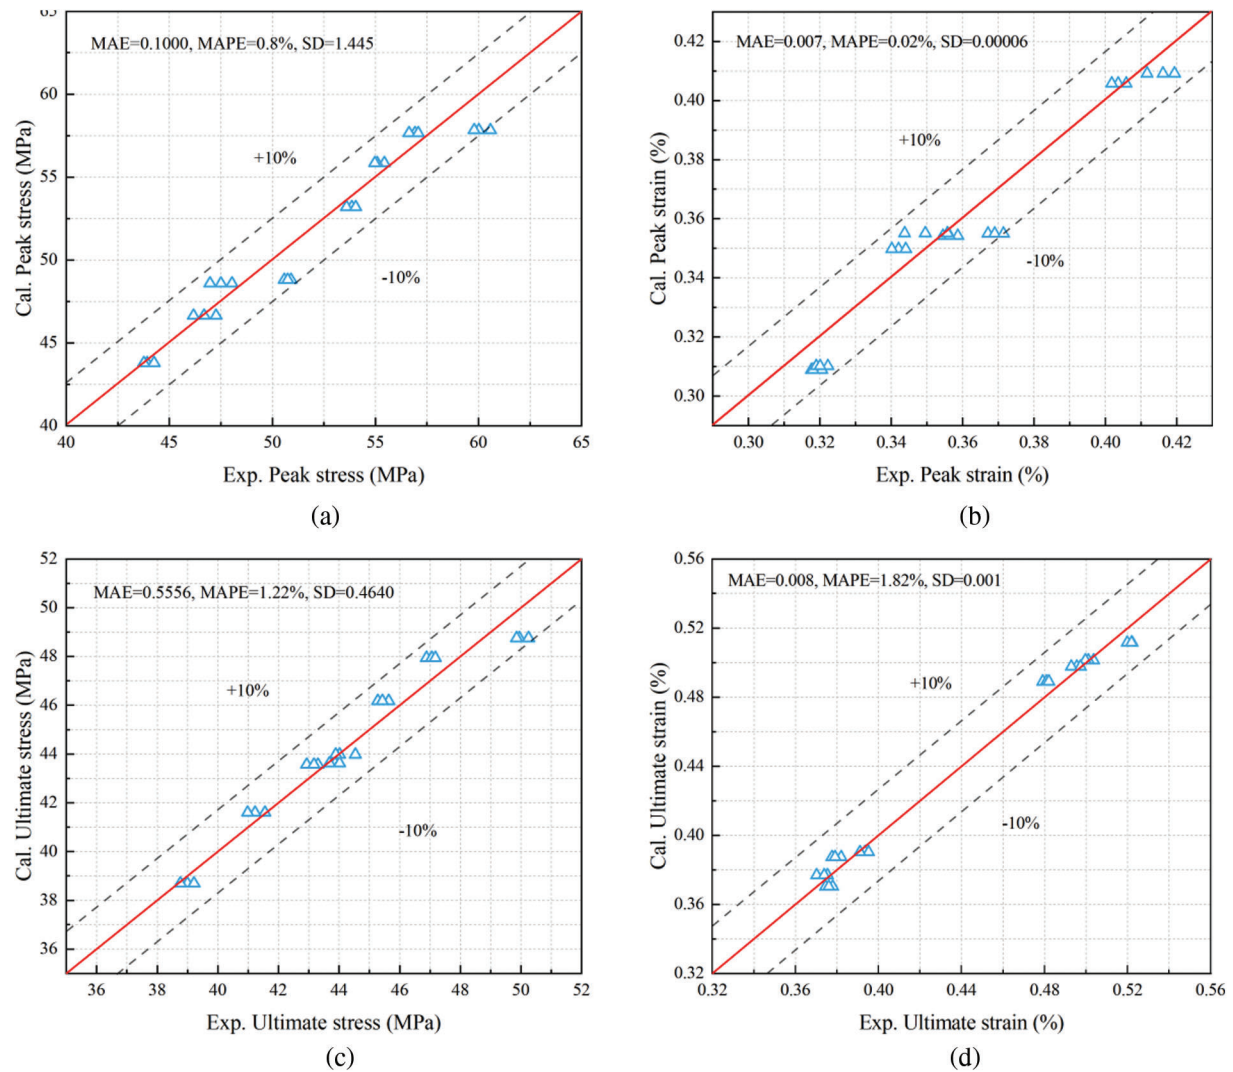 65
MAE=0.1000, MAPE=0.8%, SD=1.445
60
+10%
55
50
-10%
45
40
Cal. Peak stress (MPa)
40 45 50 55 60 65
Exp. Peak stress (MPa)
(a)
MAE=0.007, MAPE=0.02%, SD=0.00006
0.42
0.40
+10%
0.38
0.36
-10%
0.34
0.32
0.30
Cal. Peak strain (%)
0.30 0.32 0.34 0.36 0.38 0.40 0.42
Exp. Peak strain (%)
(b)
52
MAE=0.5556, MAPE=1.22%, SD=0.4640
50
48
+10%
46
44
42
-10%
40
38
36
Cal. Ultimate stress (MPa)
36 38 40 42 44 46 48 50 52
Exp. Ultimate stress (MPa)
(c)
0.56
MAE=0.008, MAPE=1.82%, SD=0.001
0.52
+10%
0.48
0.44
-10%
0.40
0.36
0.32
Cal. Ultimate strain (%)
0.32 0.36 0.40 0.44 0.48 0.52 0.56
Exp. Ultimate strain (%)
(d)